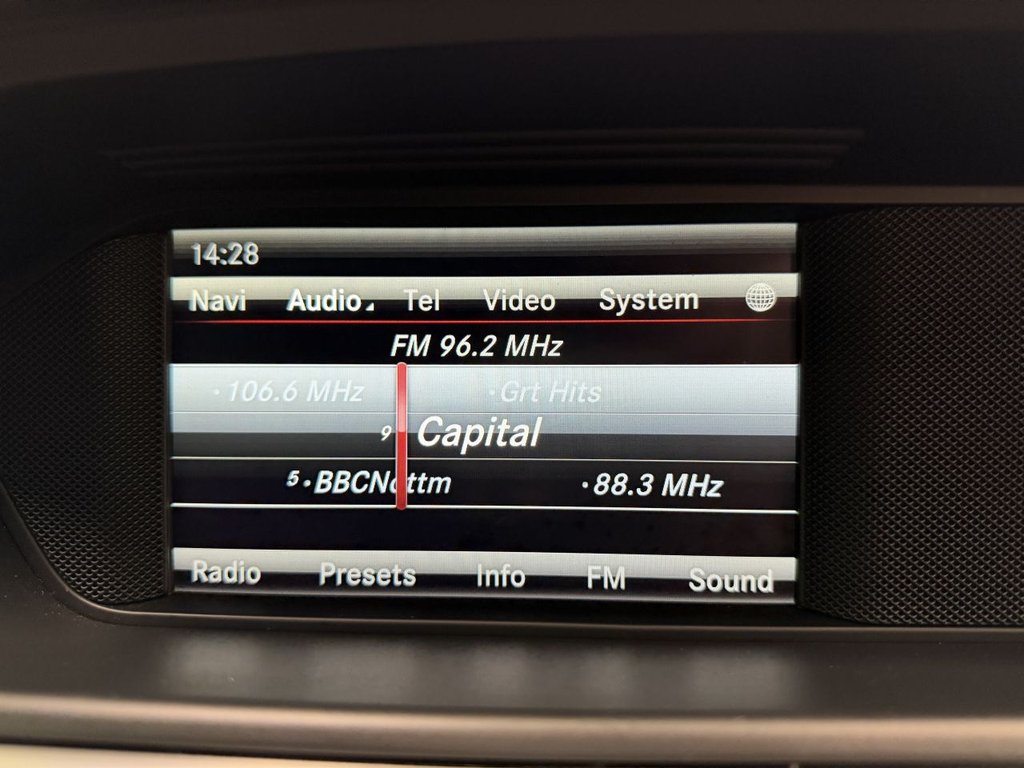 14:28
Navi Audio Tel Video System
FM 96.2 MHz
·106.6 MHz ·Grt Hits
9 Capital
5·BBCNottm ·88.3 MHz
Radio Presets Info FM Sound